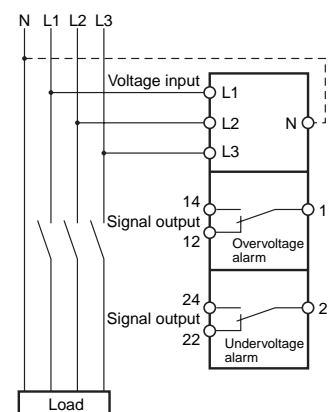 N L1 L2 L3
Voltage input
L1
L2
N
L3
14
1
Signal output
12
Overvoltage
alarm
24
2
Signal output
22
Undervoltage
alarm
Load